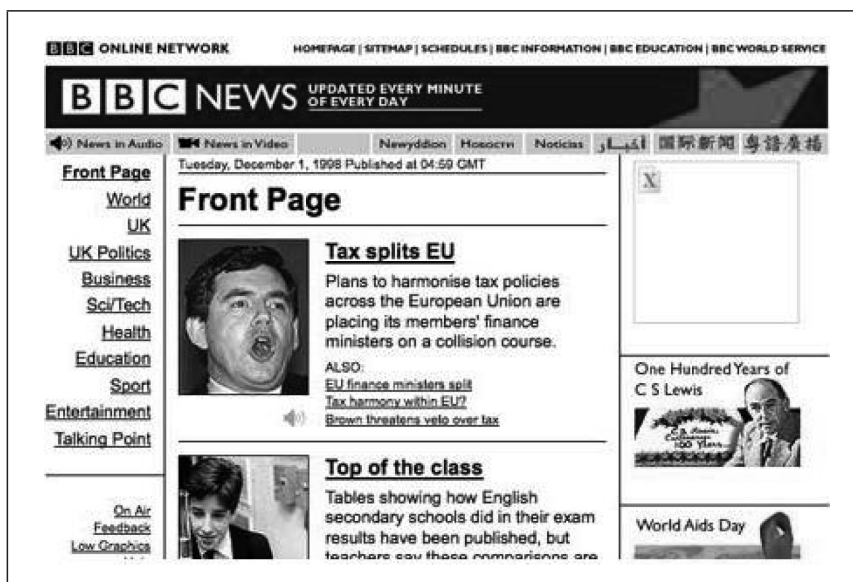 BBC ONLINE NETWORK
HOMEPAGE | SITEMAP | SCHEDULES | BBC INFORMATION | BBC EDUCATION | BBC WORLD SERVICE
BBC NEWS
UPDATED EVERY MINUTE
OF EVERY DAY
News in Audio News in Video Newyddion Новости Noticias أخبار 国际新闻 粤語廣播
Front Page
World
UK
UK Politics
Business
Sci/Tech
Health
Education
Sport
Entertainment
Talking Point
On Air
Feedback
Low Graphics
Tuesday, December 1, 1998 Published at 04:59 GMT
Front Page
Tax splits EU
Plans to harmonise tax policies
across the European Union are
placing its members' finance
ministers on a collision course.
ALSO:
EU finance ministers split
Tax harmony within EU?
Brown threatens veto over tax
Top of the class
Tables showing how English
secondary schools did in their exam
results have been published, but
teachers say these comparisons are
X
One Hundred Years of
C S Lewis
C.S. Lewis
Centenary
100 Years
World Aids Day